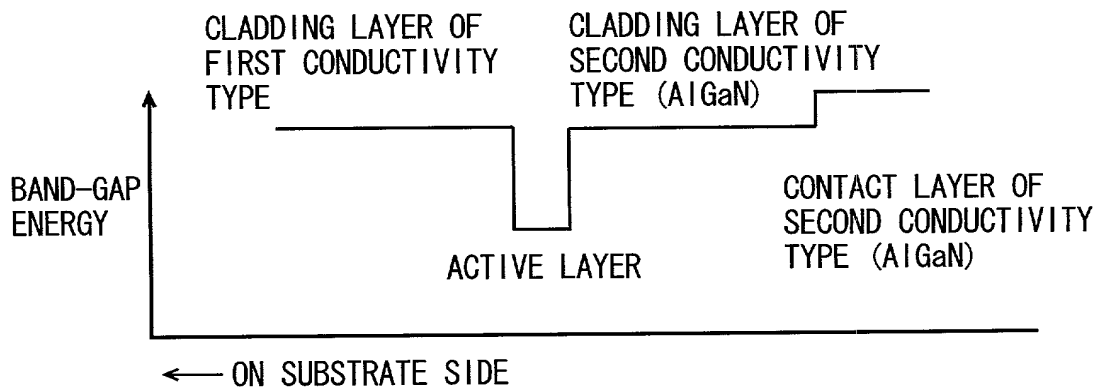 CLADDING LAYER OF
FIRST CONDUCTIVITY
TYPE
CLADDING LAYER OF
SECOND CONDUCTIVITY
TYPE (AlGaN)
BAND-GAP
ENERGY
ACTIVE LAYER
CONTACT LAYER OF
SECOND CONDUCTIVITY
TYPE (AlGaN)
ON SUBSTRATE SIDE